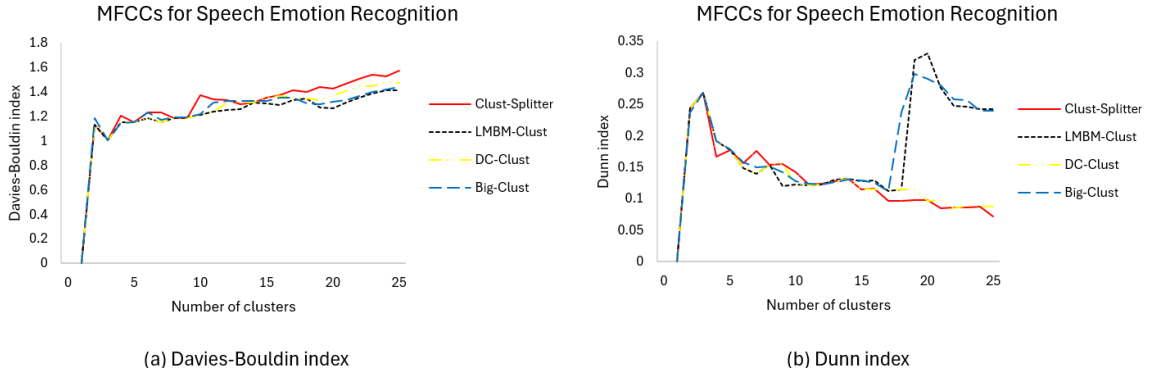 MFCCs for Speech Emotion Recognition
1.8
1.6
1.4
1.2
1
0.8
0.6
0.4
0.2
0
0 5 10 15 20 25
Davies-Bouldin index
Number of clusters
Clust-Splitter
LMBM-Clust
DC-Clust
Big-Clust
(a) Davies-Bouldin index
MFCCs for Speech Emotion Recognition
0.35
0.3
0.25
0.2
0.15
0.1
0.05
0
0 5 10 15 20 25
Dunn index
Number of clusters
Clust-Splitter
LMBM-Clust
DC-Clust
Big-Clust
(b) Dunn index